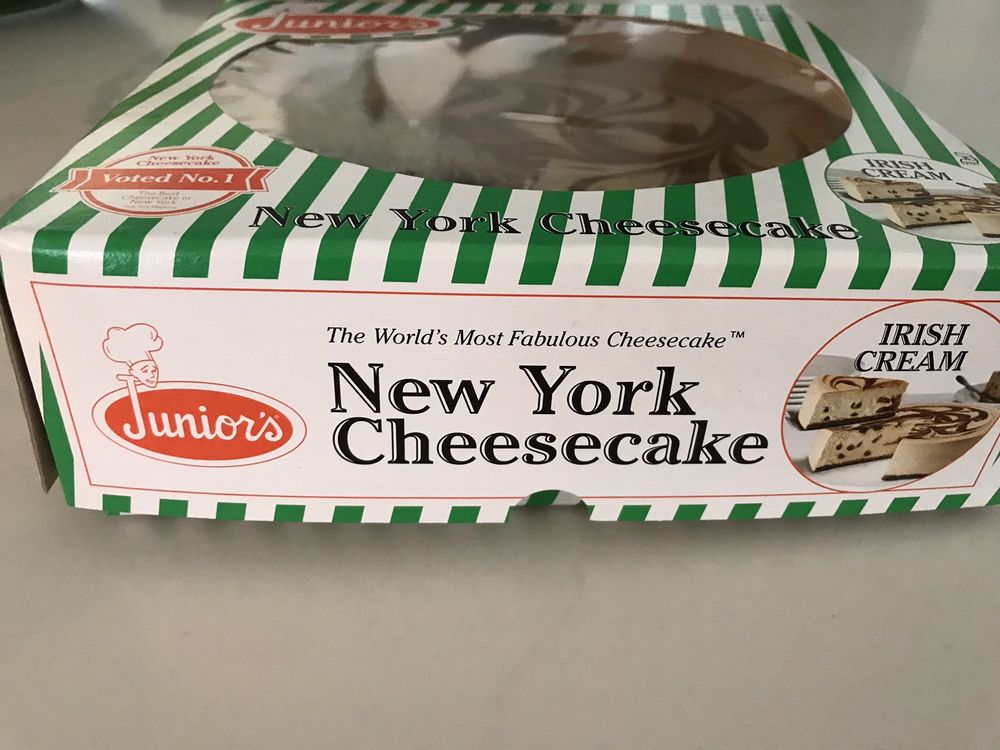 Junior's
New York
Cheesecake
Voted No. 1
The Best
Cheesecake in
New York
IRISH
CREAM
New York Cheesecake
The World's Most Fabulous Cheesecake™
Junior's
New York
Cheesecake
IRISH
CREAM